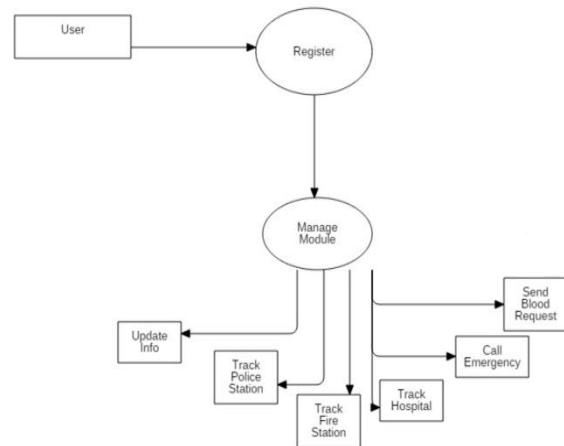 User
Register
Manage
Module
Send
Blood
Request
Update
Info
Call
Emergency
Track
Police
Station
Track
Hospital
Track
Fire
Station